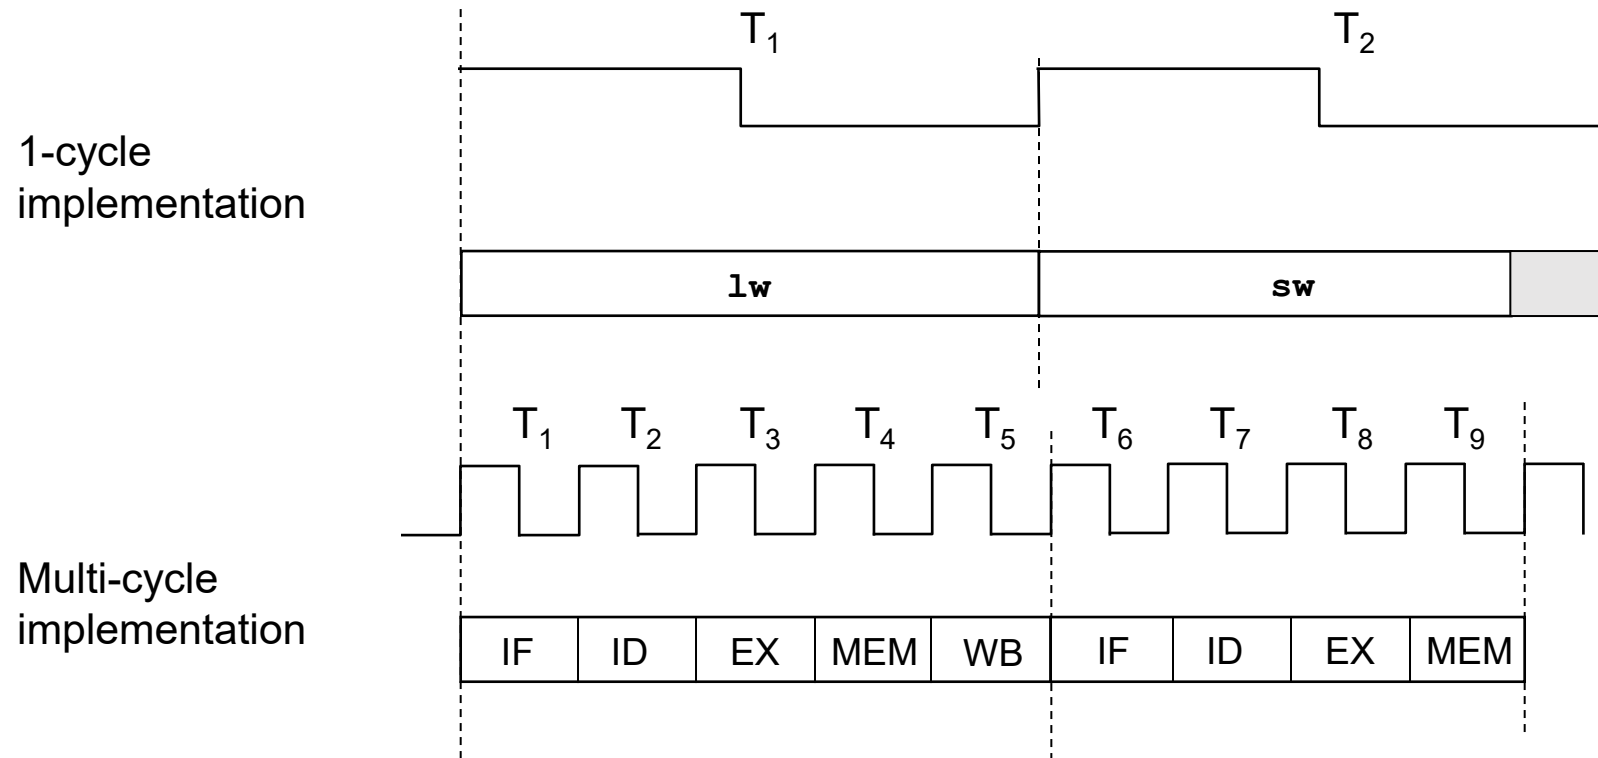 T₁ T₂
1-cycle
implementation
lw sw
T₁ T₂ T₃ T₄ T₅ T₆ T₇ T₈ T₉
Multi-cycle
implementation
IF ID EX MEM WB IF ID EX MEM